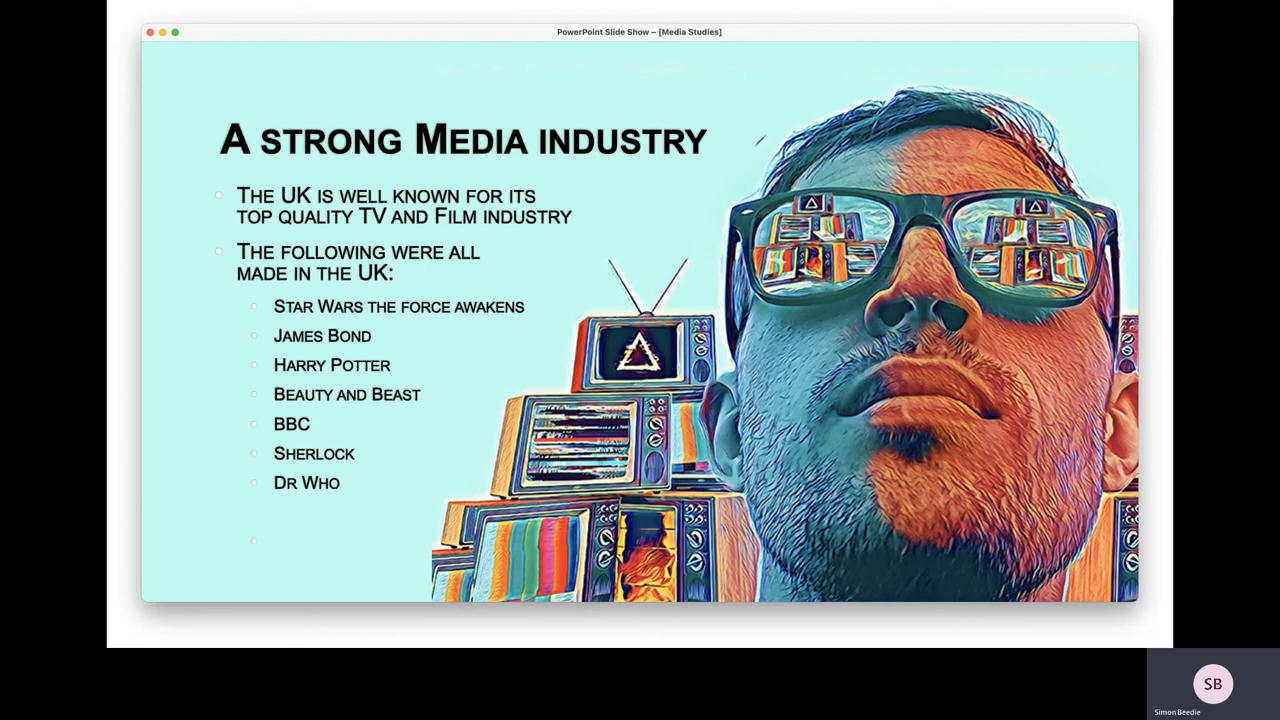 PowerPoint Slide Show – [Media Studies]
A STRONG MEDIA INDUSTRY
THE UK IS WELL KNOWN FOR ITS
TOP QUALITY TV AND FILM INDUSTRY
THE FOLLOWING WERE ALL
MADE IN THE UK:
STAR WARS THE FORCE AWAKENS
JAMES BOND
HARRY POTTER
BEAUTY AND BEAST
BBC
SHERLOCK
DR WHO
SB
Simon Beedie